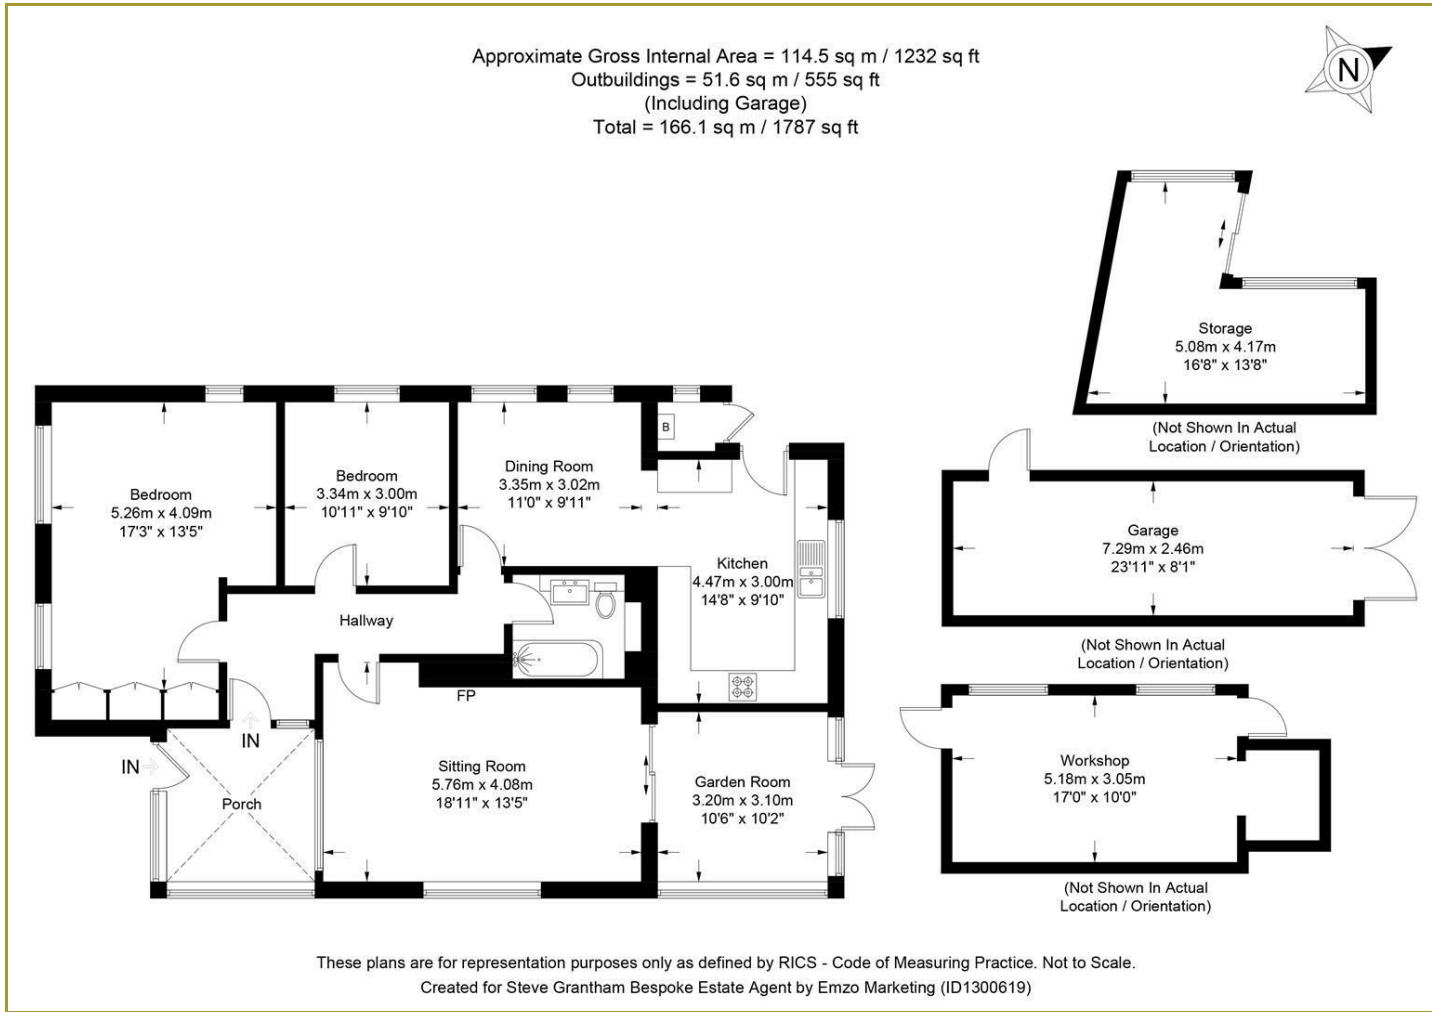 Approximate Gross Internal Area = 114.5 sq m / 1232 sq ft
Outbuildings = 51.6 sq m / 555 sq ft
(Including Garage)
Total = 166.1 sq m / 1787 sq ft
N
Storage
5.08m x 4.17m
16'8" x 13'8"
(Not Shown In Actual
Location / Orientation)
B
Bedroom
5.26m x 4.09m
17'3" x 13'5"
Bedroom
3.34m x 3.00m
10'11" x 9'10"
Dining Room
3.35m x 3.02m
11'0" x 9'11"
Kitchen
4.47m x 3.00m
14'8" x 9'10"
Garage
7.29m x 2.46m
23'11" x 8'1"
(Not Shown In Actual
Location / Orientation)
Hallway
FP
IN
IN
Porch
Sitting Room
5.76m x 4.08m
18'11" x 13'5"
Garden Room
3.20m x 3.10m
10'6" x 10'2"
Workshop
5.18m x 3.05m
17'0" x 10'0"
(Not Shown In Actual
Location / Orientation)
These plans are for representation purposes only as defined by RICS - Code of Measuring Practice. Not to Scale.
Created for Steve Grantham Bespoke Estate Agent by Emzo Marketing (ID1300619)